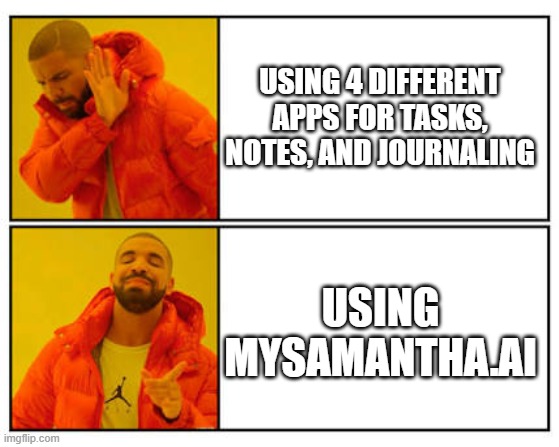 USING 4 DIFFERENT
APPS FOR TASKS,
NOTES, AND JOURNALING
USING
MYSAMANTHA.AI
imgflip.com